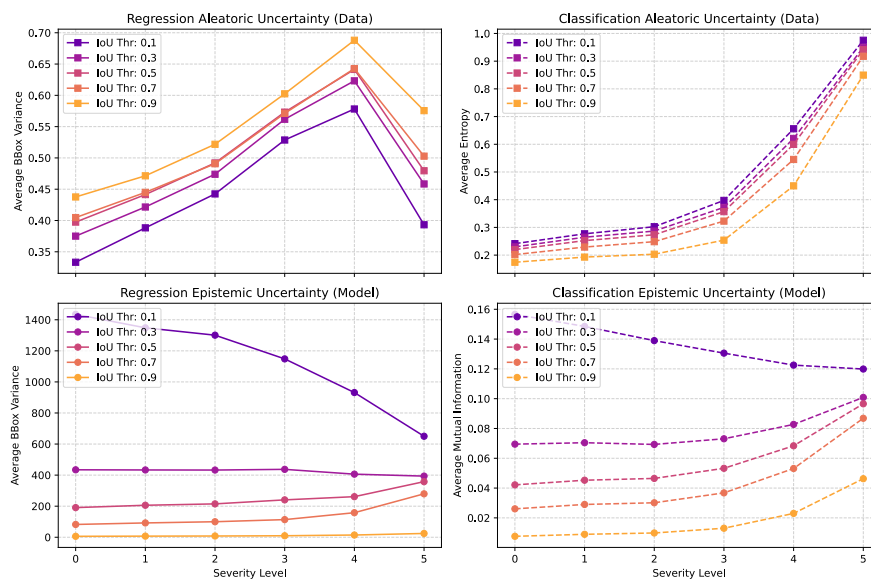 Regression Aleatoric Uncertainty (Data)
Average BBox Variance
0.70
0.65
0.60
0.55
0.50
0.45
0.40
0.35
IoU Thr: 0.1
IoU Thr: 0.3
IoU Thr: 0.5
IoU Thr: 0.7
IoU Thr: 0.9
Classification Aleatoric Uncertainty (Data)
Average Entropy
1.0
0.9
0.8
0.7
0.6
0.5
0.4
0.3
0.2
IoU Thr: 0.1
IoU Thr: 0.3
IoU Thr: 0.5
IoU Thr: 0.7
IoU Thr: 0.9
Regression Epistemic Uncertainty (Model)
Average BBox Variance
1400
1200
1000
800
600
400
200
0
IoU Thr: 0.1
IoU Thr: 0.3
IoU Thr: 0.5
IoU Thr: 0.7
IoU Thr: 0.9
0 1 2 3 4 5
Severity Level
Classification Epistemic Uncertainty (Model)
Average Mutual Information
0.16
0.14
0.12
0.10
0.08
0.06
0.04
0.02
IoU Thr: 0.1
IoU Thr: 0.3
IoU Thr: 0.5
IoU Thr: 0.7
IoU Thr: 0.9
0 1 2 3 4 5
Severity Level